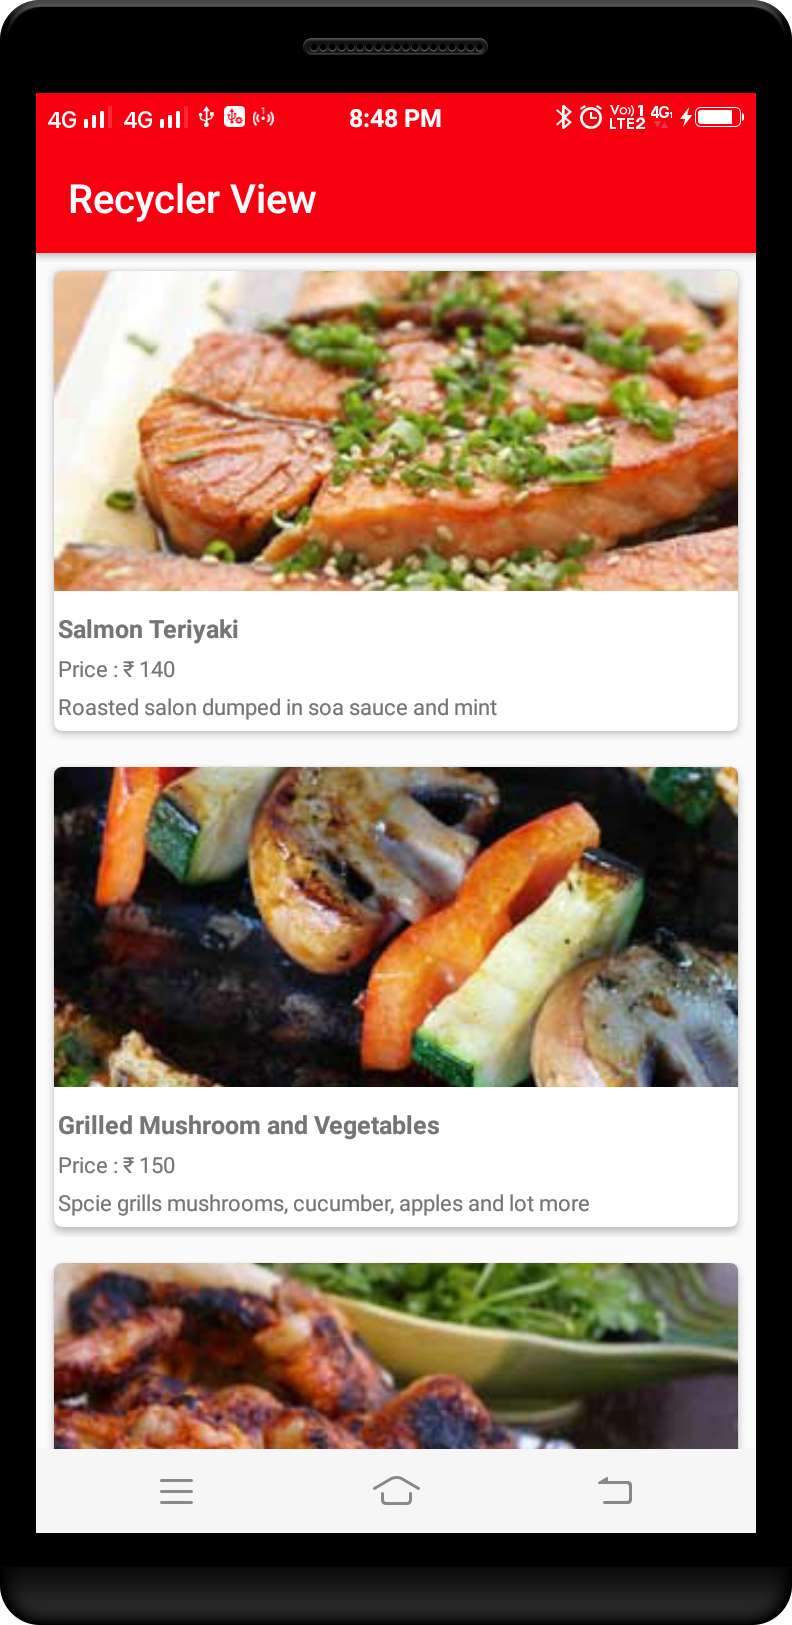 4G 4G 8:48 PM Vo)) 1 LTE2 4G
Recycler View
Salmon Teriyaki
Price : ₹ 140
Roasted salon dumped in soa sauce and mint
Grilled Mushroom and Vegetables
Price : ₹ 150
Spcie grills mushrooms, cucumber, apples and lot more